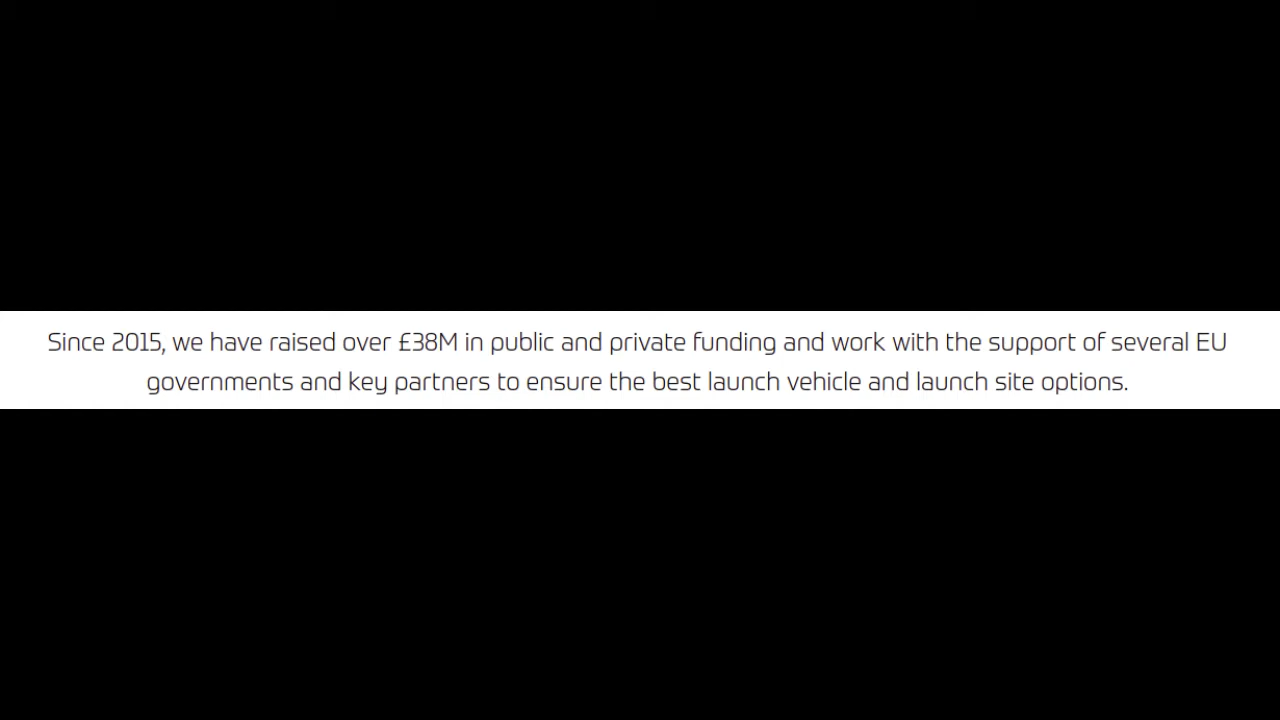 Since 2015, we have raised over £38M in public and private funding and work with the support of several EU
governments and key partners to ensure the best launch vehicle and launch site options.